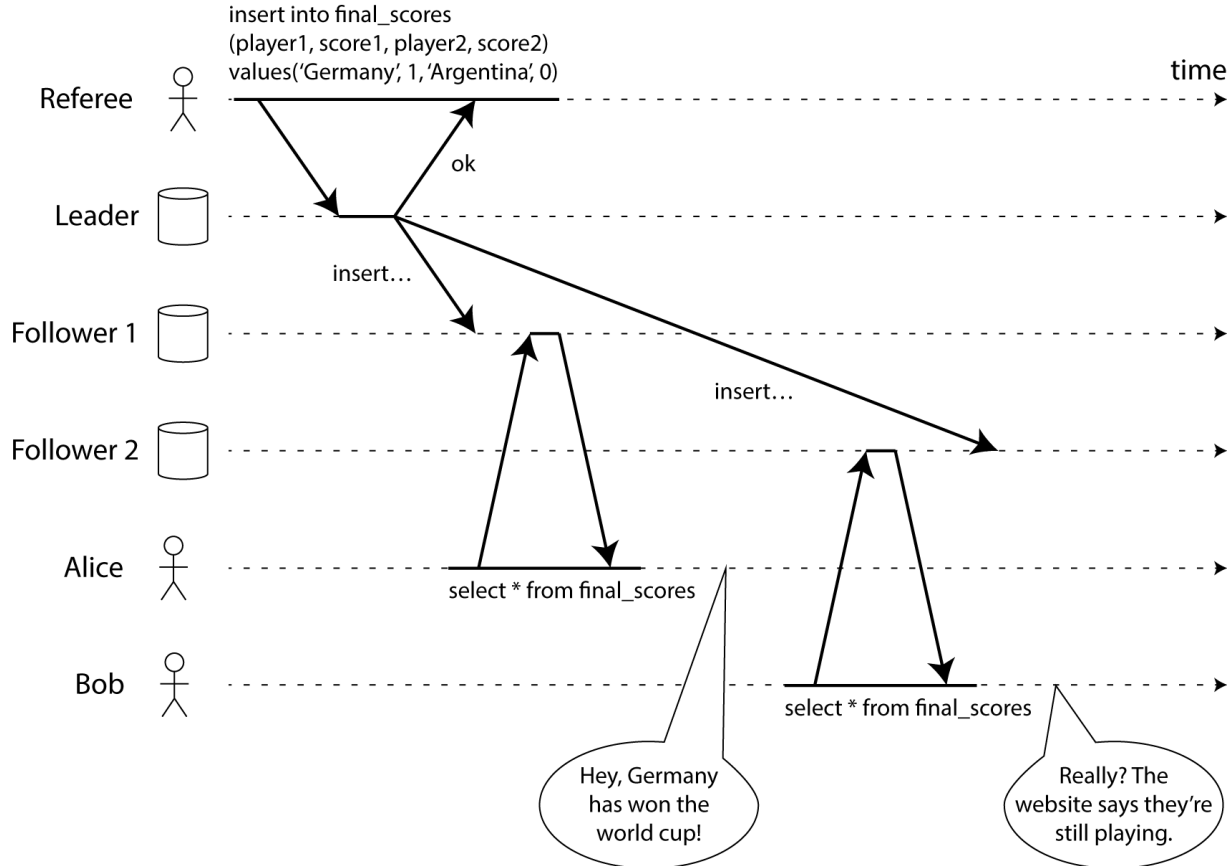 insert into final_scores
(player1, score1, player2, score2)
values(‘Germany’, 1, ‘Argentina’, 0)
time
Referee
ok
Leader
insert…
Follower 1
insert…
Follower 2
Alice
select * from final_scores
Bob
select * from final_scores
Hey, Germany
has won the
world cup!
Really? The
website says they’re
still playing.